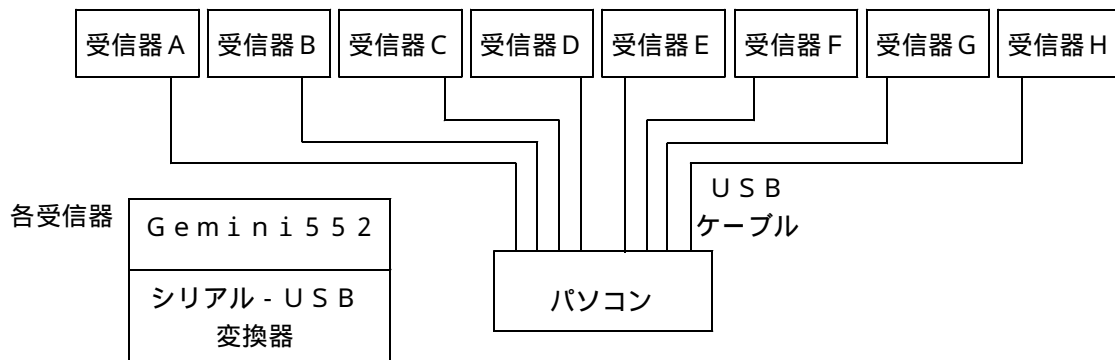 受信器A 受信器B 受信器C 受信器D 受信器E 受信器F 受信器G 受信器H
USB
ケーブル
各受信器
Gemini552
シリアル-USB
変換器
パソコン